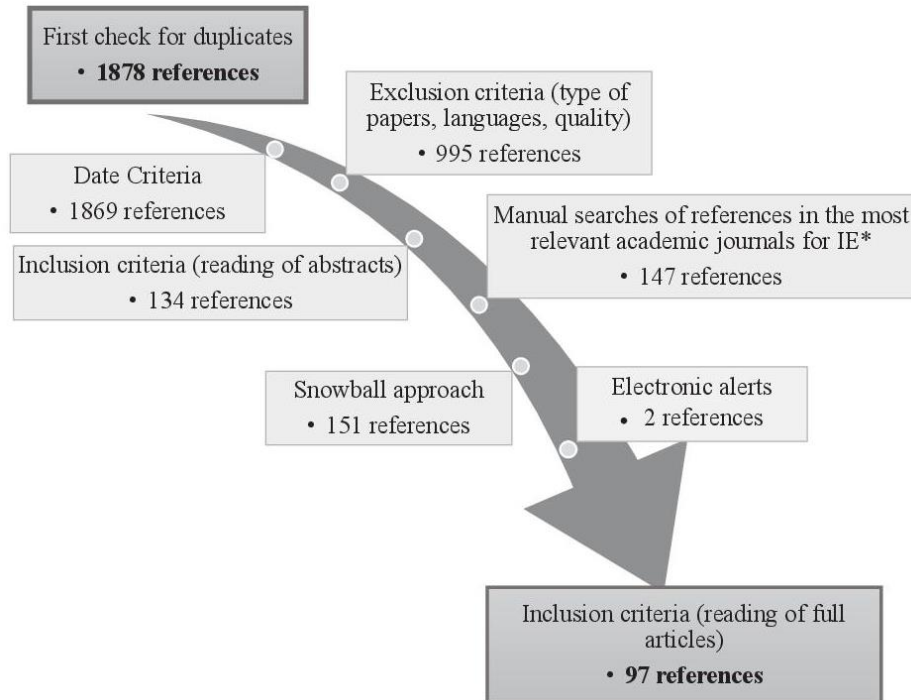 First check for duplicates
• 1878 references
Exclusion criteria (type of
papers, languages, quality)
• 995 references
Date Criteria
• 1869 references
Manual searches of references in the most
relevant academic journals for IE*
• 147 references
Inclusion criteria (reading of abstracts)
• 134 references
Snowball approach
• 151 references
Electronic alerts
• 2 references
Inclusion criteria (reading of full
articles)
• 97 references